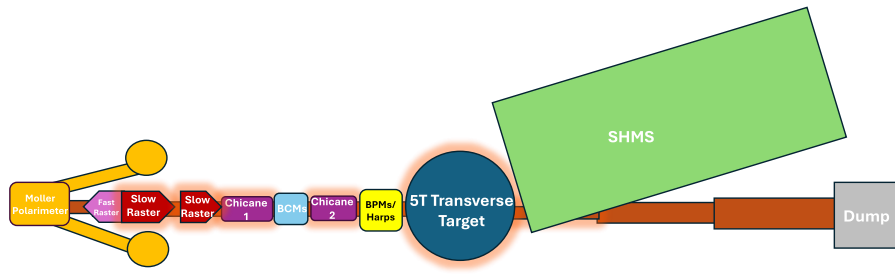 Moller
Polarimeter
Fast
Raster
Slow
Raster
Slow
Raster
Chicane
1
BCMs
Chicane
2
BPMs/
Harps
5T Transverse
Target
SHMS
Dump